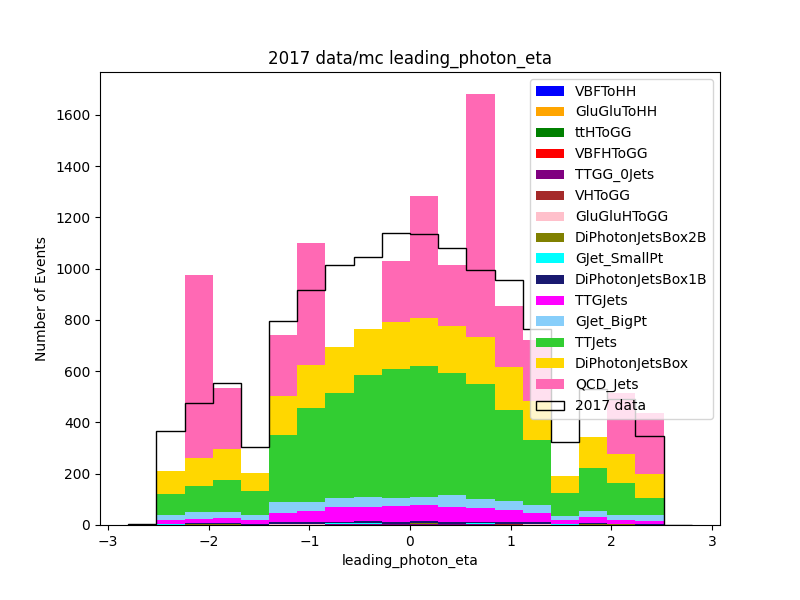 2017 data/mc leading_photon_eta
Number of Events
1600
1400
1200
1000
800
600
400
200
0
−3
−2
−1
0
1
2
3
leading_photon_eta
VBFToHH
GluGluToHH
ttHToGG
VBFHToGG
TTGG_0Jets
VHToGG
GluGluHToGG
DiPhotonJetsBox2B
GJet_SmallPt
DiPhotonJetsBox1B
TTGJets
GJet_BigPt
TTJets
DiPhotonJetsBox
QCD_Jets
2017 data